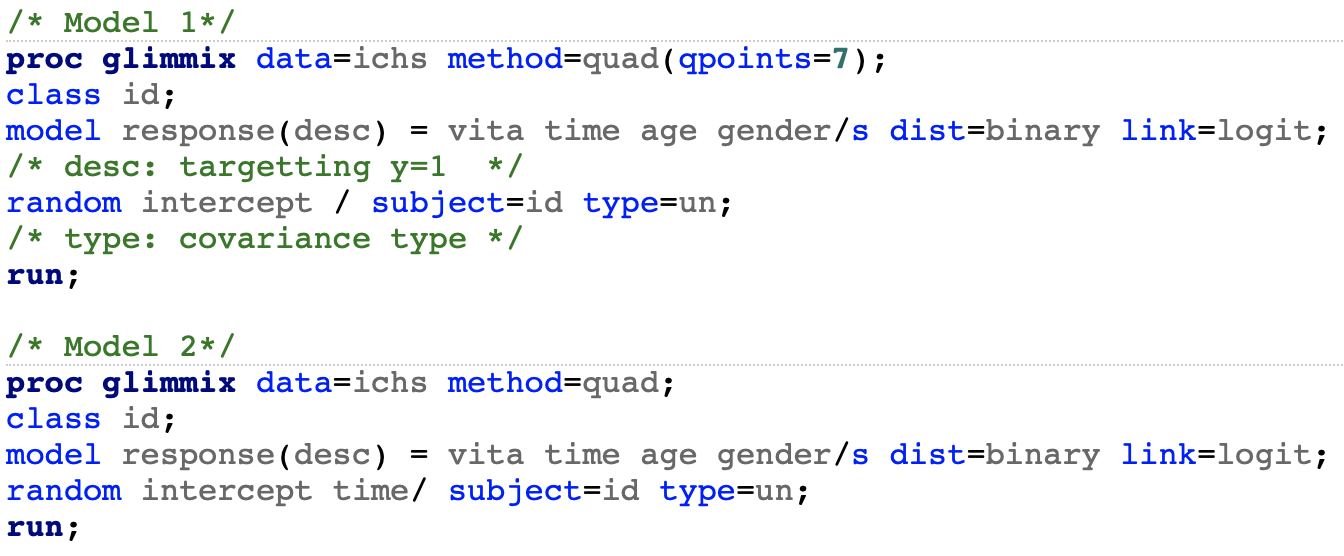 /* Model 1*/
proc glimmix data=ichs method=quad(qpoints=7);
class id;
model response(desc) = vita time age gender/s dist=binary link=logit;
/* desc: targetting y=1  */
random intercept / subject=id type=un;
/* type: covariance type */
run;
/* Model 2*/
proc glimmix data=ichs method=quad;
class id;
model response(desc) = vita time age gender/s dist=binary link=logit;
random intercept time/ subject=id type=un;
run;